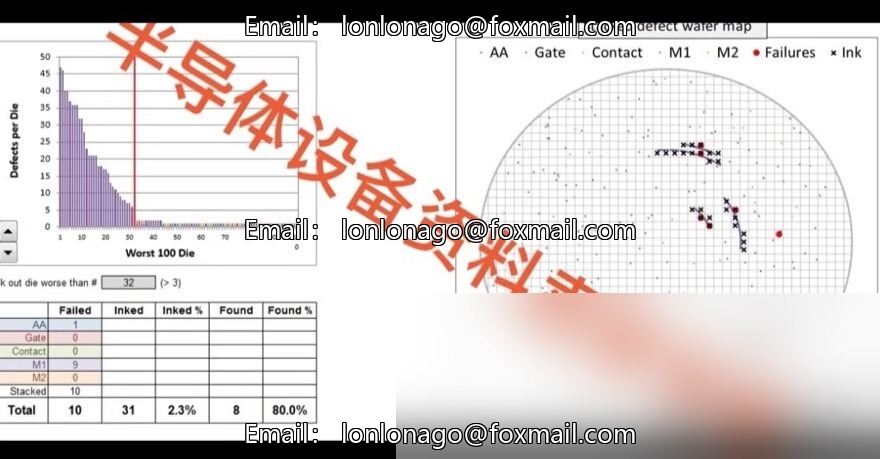 Email: lonlonago@foxmail.com
defect wafer map
AA Gate Contact M1 M2 Failures Ink
半导体设备资料
Defects per Die
50
45
40
35
30
25
20
15
10
5
0
1 10 20 30 40 50 60 70
0
Worst 100 Die
Email: lonlonago@foxmail.com
k out die worse than # 32 (> 3)
Failed Inked Inked % Found Found %
AA 1
Gate 0
Contact 0
M1 9
M2 0
Stacked 10
Total 10 31 2.3% 8 80.0%
Email: lonlonago@foxmail.com